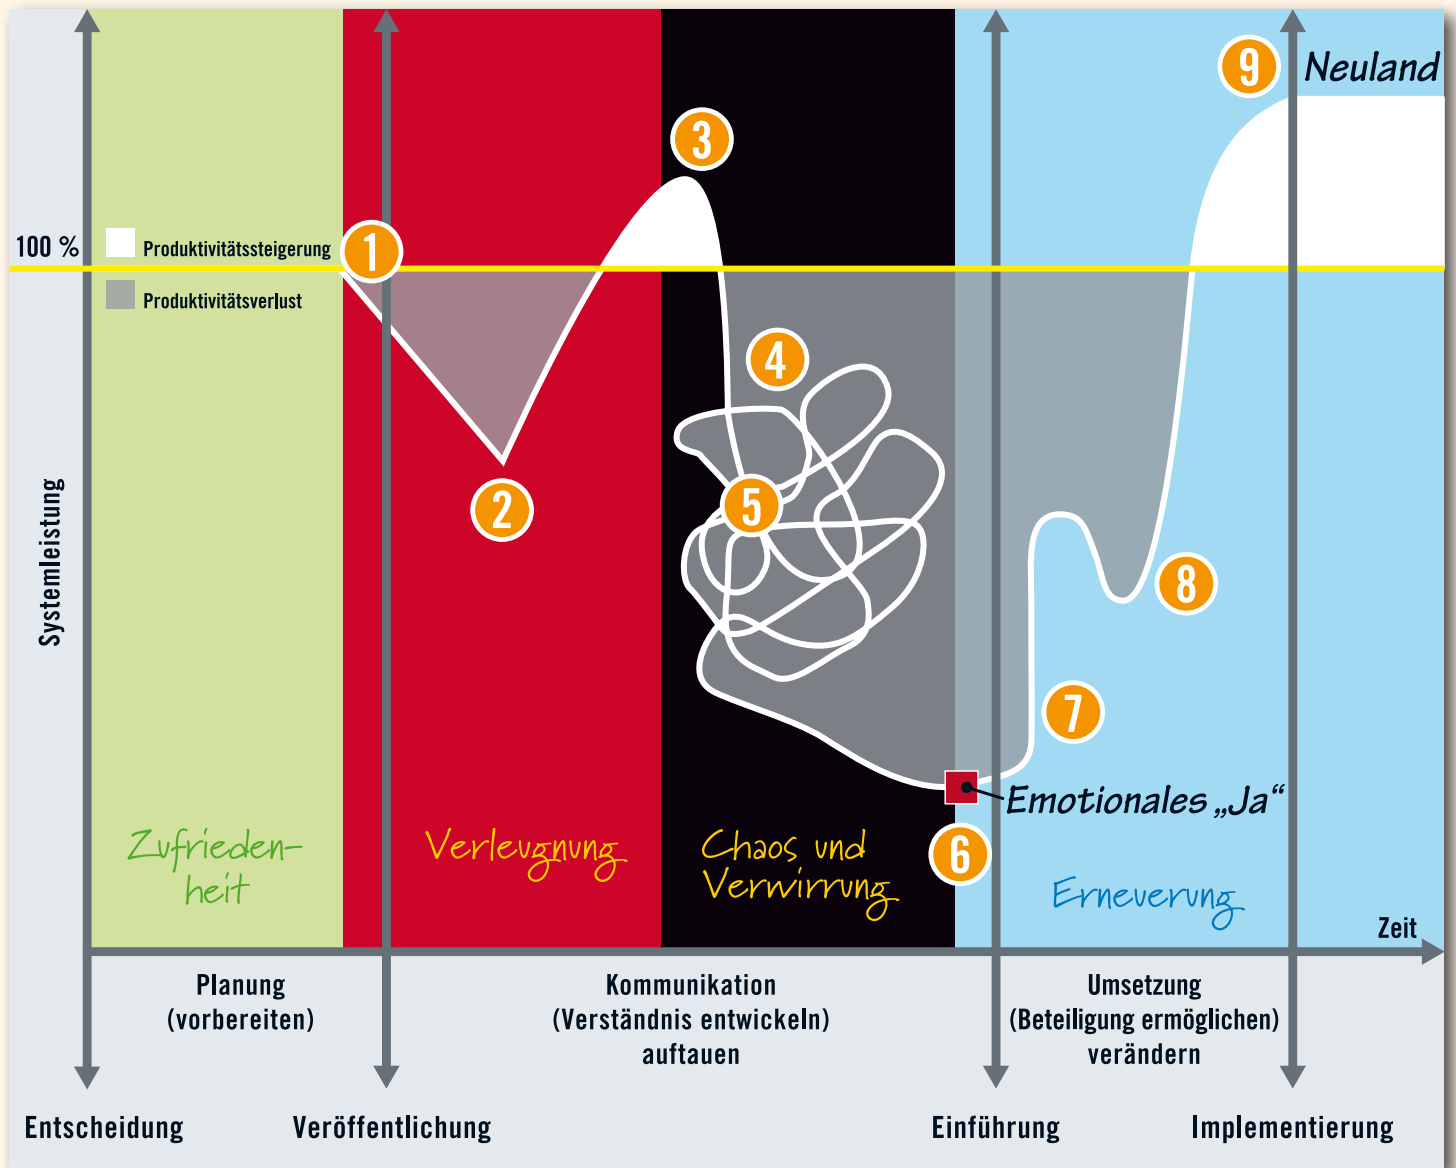 9
Neuland
3
100 %
Produktivitätssteigerung
1
Produktivitätsverlust
4
Systemleistung
2
5
8
7
Emotionales „Ja“
6
Zufrieden-
heit
Verleugnung
Chaos und
Verwirrung
Erneuerung
Zeit
Planung
(vorbereiten)
Kommunikation
(Verständnis entwickeln)
auftauen
Umsetzung
(Beteiligung ermöglichen)
verändern
Entscheidung
Veröffentlichung
Einführung
Implementierung